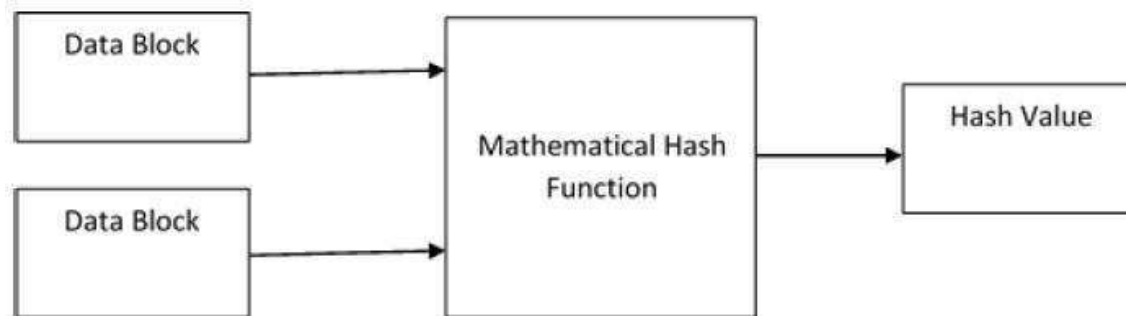 Data Block
Data Block
Mathematical Hash
Function
Hash Value